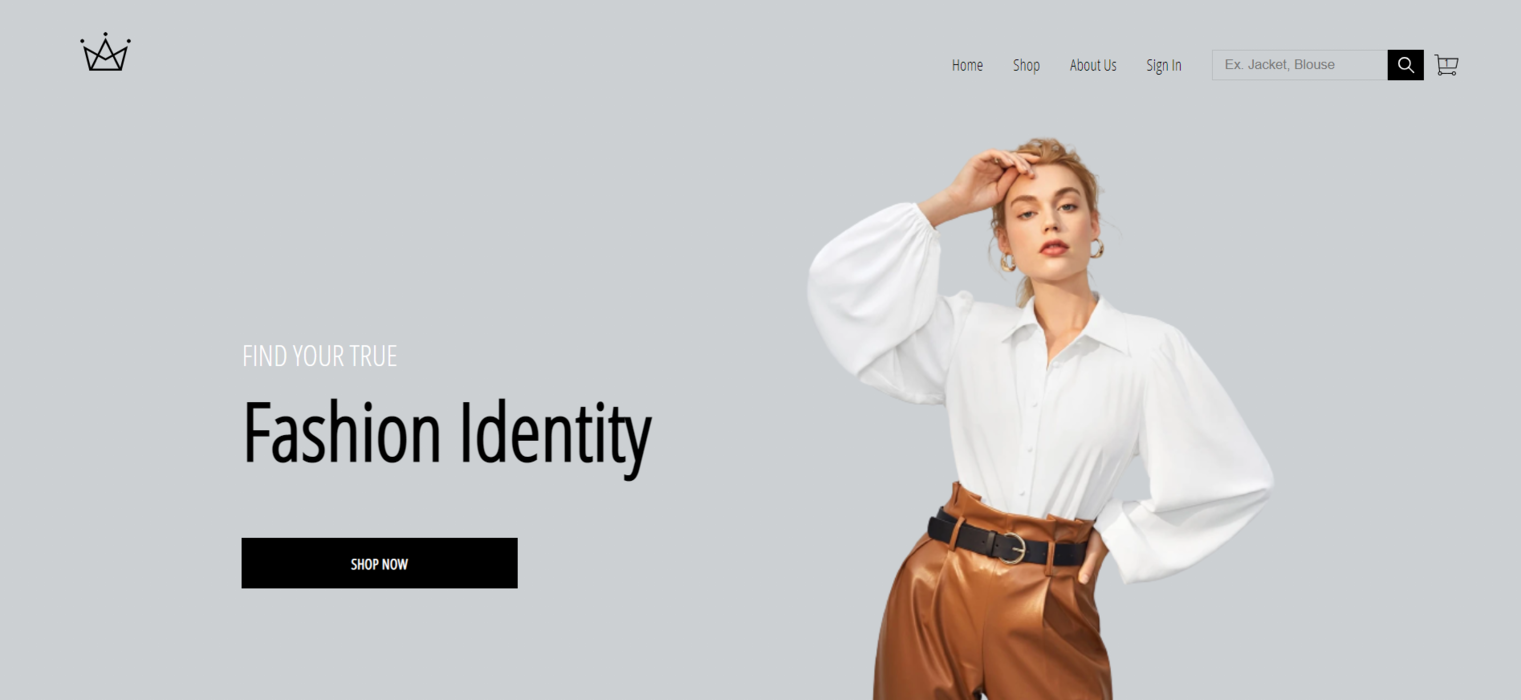 Home Shop About Us Sign In Ex. Jacket, Blouse
FIND YOUR TRUE
Fashion Identity
SHOP NOW